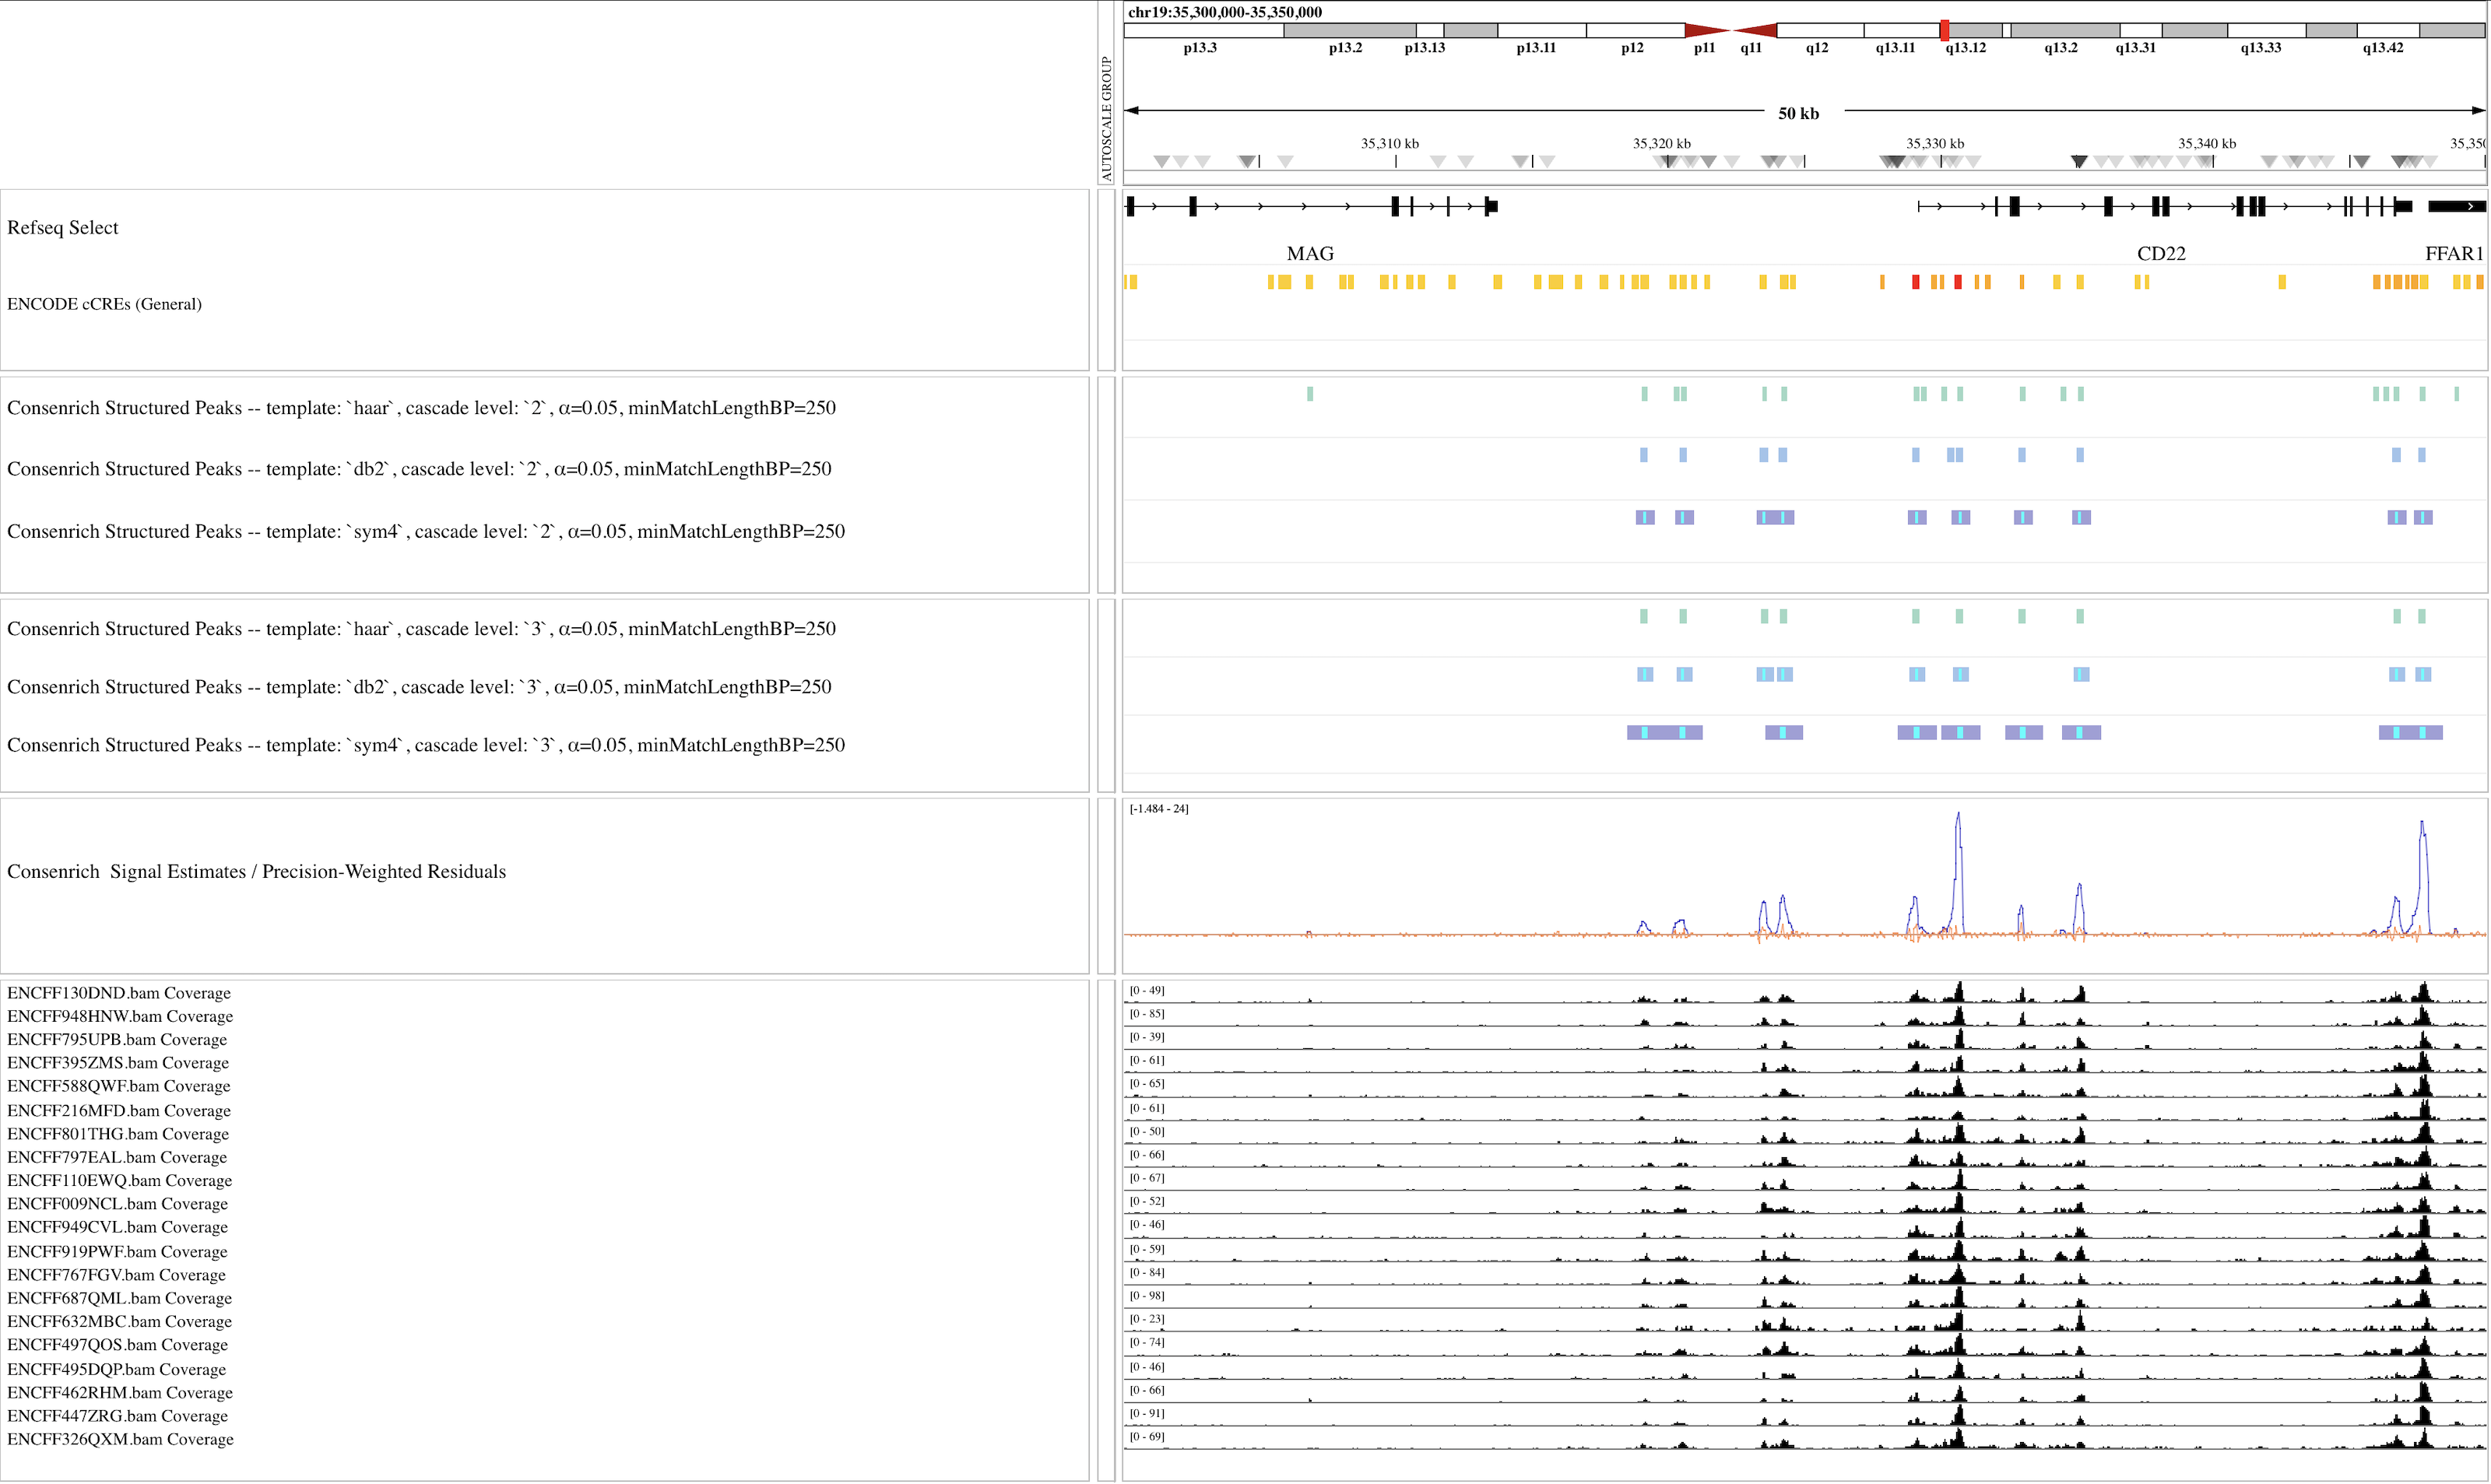 chr19:35,300,000-35,350,000
p13.3 p13.2 p13.13 p13.11 p12 p11 q11 q12 q13.11 q13.12 q13.2 q13.31 q13.33 q13.42
AUTOSCALE GROUP
50 kb
35,310 kb 35,320 kb 35,330 kb 35,340 kb 35,35
Refseq Select
MAG CD22 FFAR1
ENCODE cCREs (General)
Consenrich Structured Peaks -- template: `haar`, cascade level: `2`, α=0.05, minMatchLengthBP=250
Consenrich Structured Peaks -- template: `db2`, cascade level: `2`, α=0.05, minMatchLengthBP=250
Consenrich Structured Peaks -- template: `sym4`, cascade level: `2`, α=0.05, minMatchLengthBP=250
Consenrich Structured Peaks -- template: `haar`, cascade level: `3`, α=0.05, minMatchLengthBP=250
Consenrich Structured Peaks -- template: `db2`, cascade level: `3`, α=0.05, minMatchLengthBP=250
Consenrich Structured Peaks -- template: `sym4`, cascade level: `3`, α=0.05, minMatchLengthBP=250
[-1.484 - 24]
Consenrich  Signal Estimates / Precision-Weighted Residuals
ENCFF130DND.bam Coverage [0 - 49]
ENCFF948HNW.bam Coverage [0 - 85]
ENCFF795UPB.bam Coverage [0 - 39]
ENCFF395ZMS.bam Coverage [0 - 61]
ENCFF588QWF.bam Coverage [0 - 65]
ENCFF216MFD.bam Coverage [0 - 61]
ENCFF801THG.bam Coverage [0 - 50]
ENCFF797EAL.bam Coverage [0 - 66]
ENCFF110EWQ.bam Coverage [0 - 67]
ENCFF009NCL.bam Coverage [0 - 52]
ENCFF949CVL.bam Coverage [0 - 46]
ENCFF919PWF.bam Coverage [0 - 59]
ENCFF767FGV.bam Coverage [0 - 84]
ENCFF687QML.bam Coverage [0 - 98]
ENCFF632MBC.bam Coverage [0 - 23]
ENCFF497QOS.bam Coverage [0 - 74]
ENCFF495DQP.bam Coverage [0 - 46]
ENCFF462RHM.bam Coverage [0 - 66]
ENCFF447ZRG.bam Coverage [0 - 91]
ENCFF326QXM.bam Coverage [0 - 69]